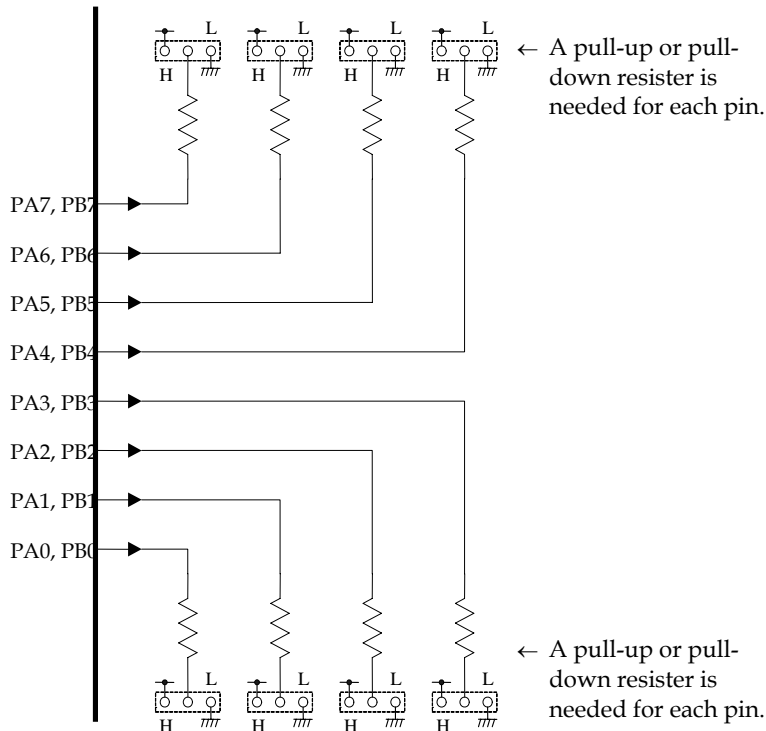 L L L L
H H H H
← A pull-up or pull-
down resister is
needed for each pin.
PA7, PB7
PA6, PB6
PA5, PB5
PA4, PB4
PA3, PB3
PA2, PB2
PA1, PB1
PA0, PB0
← A pull-up or pull-
down resister is
needed for each pin.
L L L L
H H H H